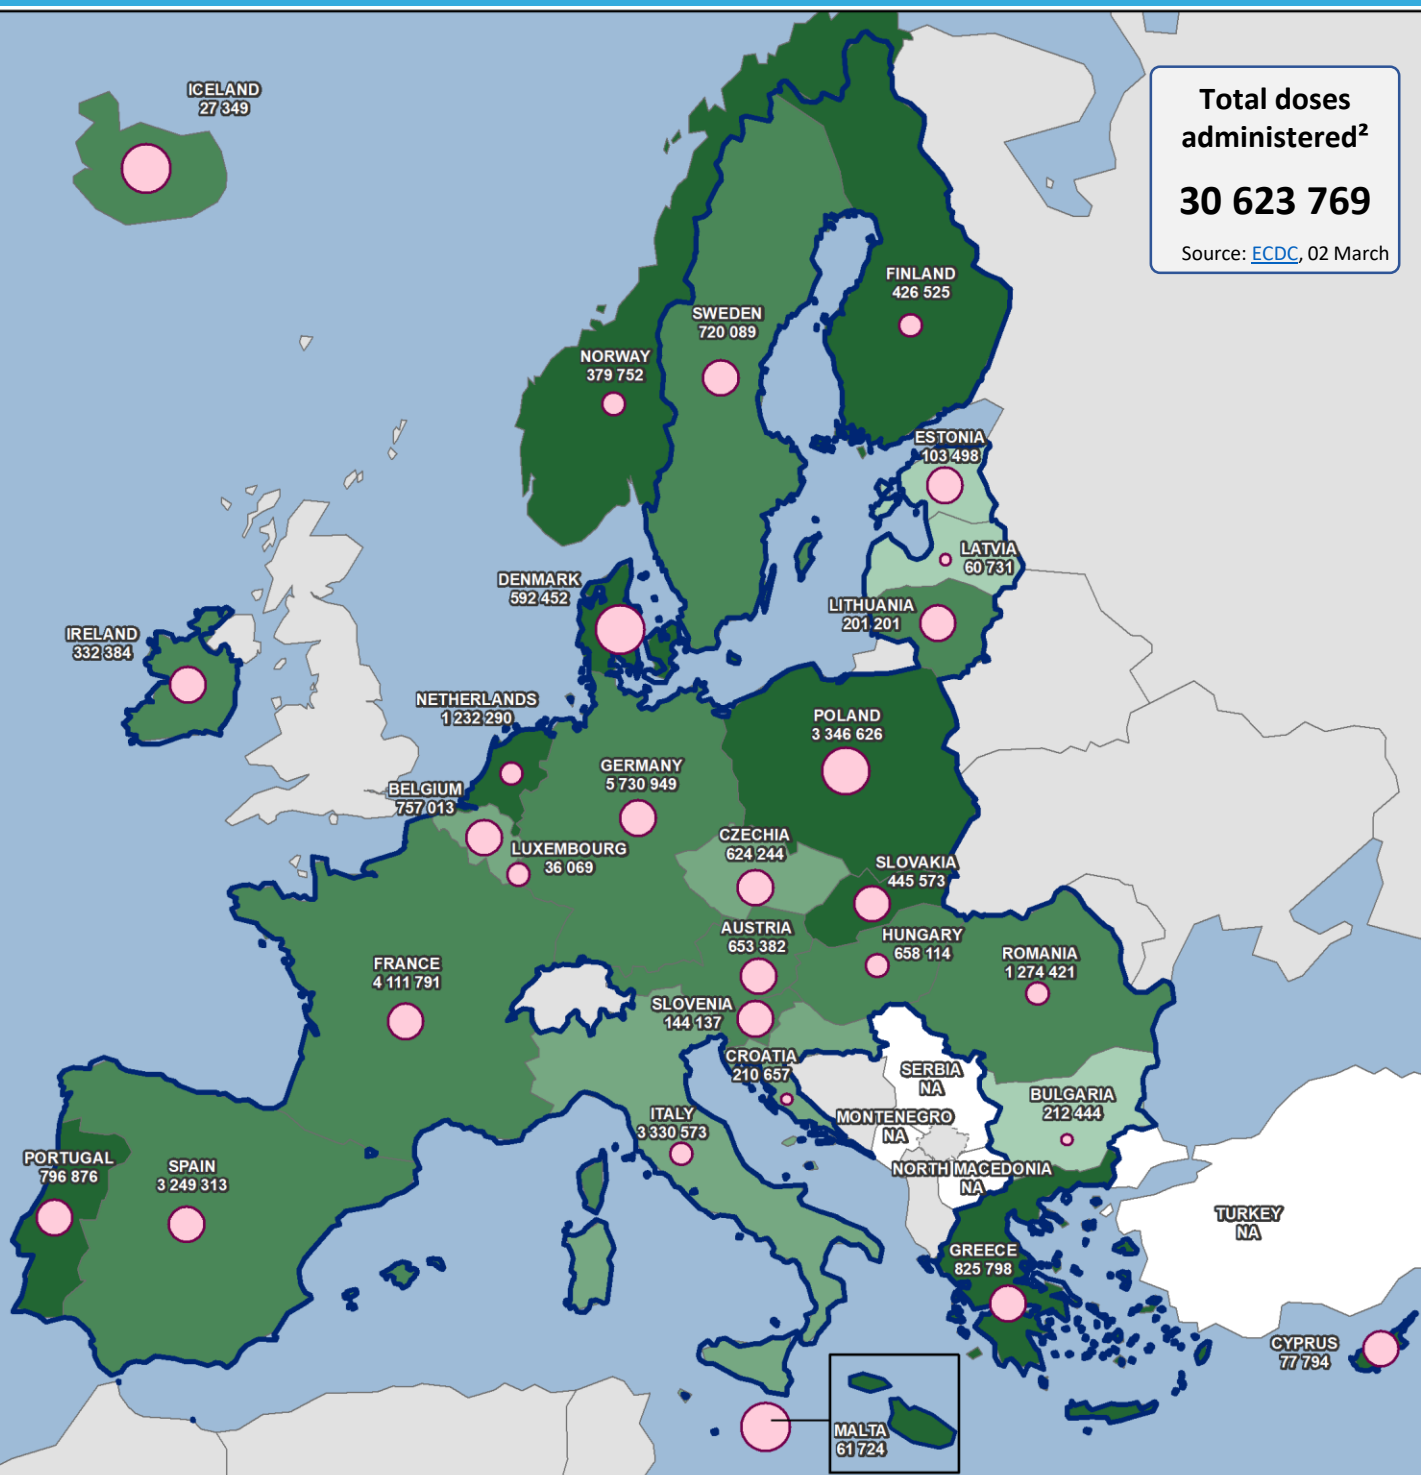 Total doses
administered²
30 623 769
Source: ECDC, 02 March
ICELAND
27 349
FINLAND
426 525
SWEDEN
720 089
NORWAY
379 752
ESTONIA
103 498
LATVIA
60 731
DENMARK
592 452
LITHUANIA
201 201
IRELAND
332 384
NETHERLANDS
1 232 290
POLAND
3 346 626
GERMANY
5 730 949
BELGIUM
757 013
CZECHIA
624 244
LUXEMBOURG
36 069
SLOVAKIA
445 573
AUSTRIA
653 382
HUNGARY
658 114
ROMANIA
1 274 421
FRANCE
4 111 791
SLOVENIA
144 137
CROATIA
210 657
SERBIA
NA
BULGARIA
212 444
ITALY
3 330 573
MONTENEGRO
NA
PORTUGAL
796 876
SPAIN
3 249 313
NORTH MACEDONIA
NA
TURKEY
NA
GREECE
825 798
CYPRUS
77 794
MALTA
61 724